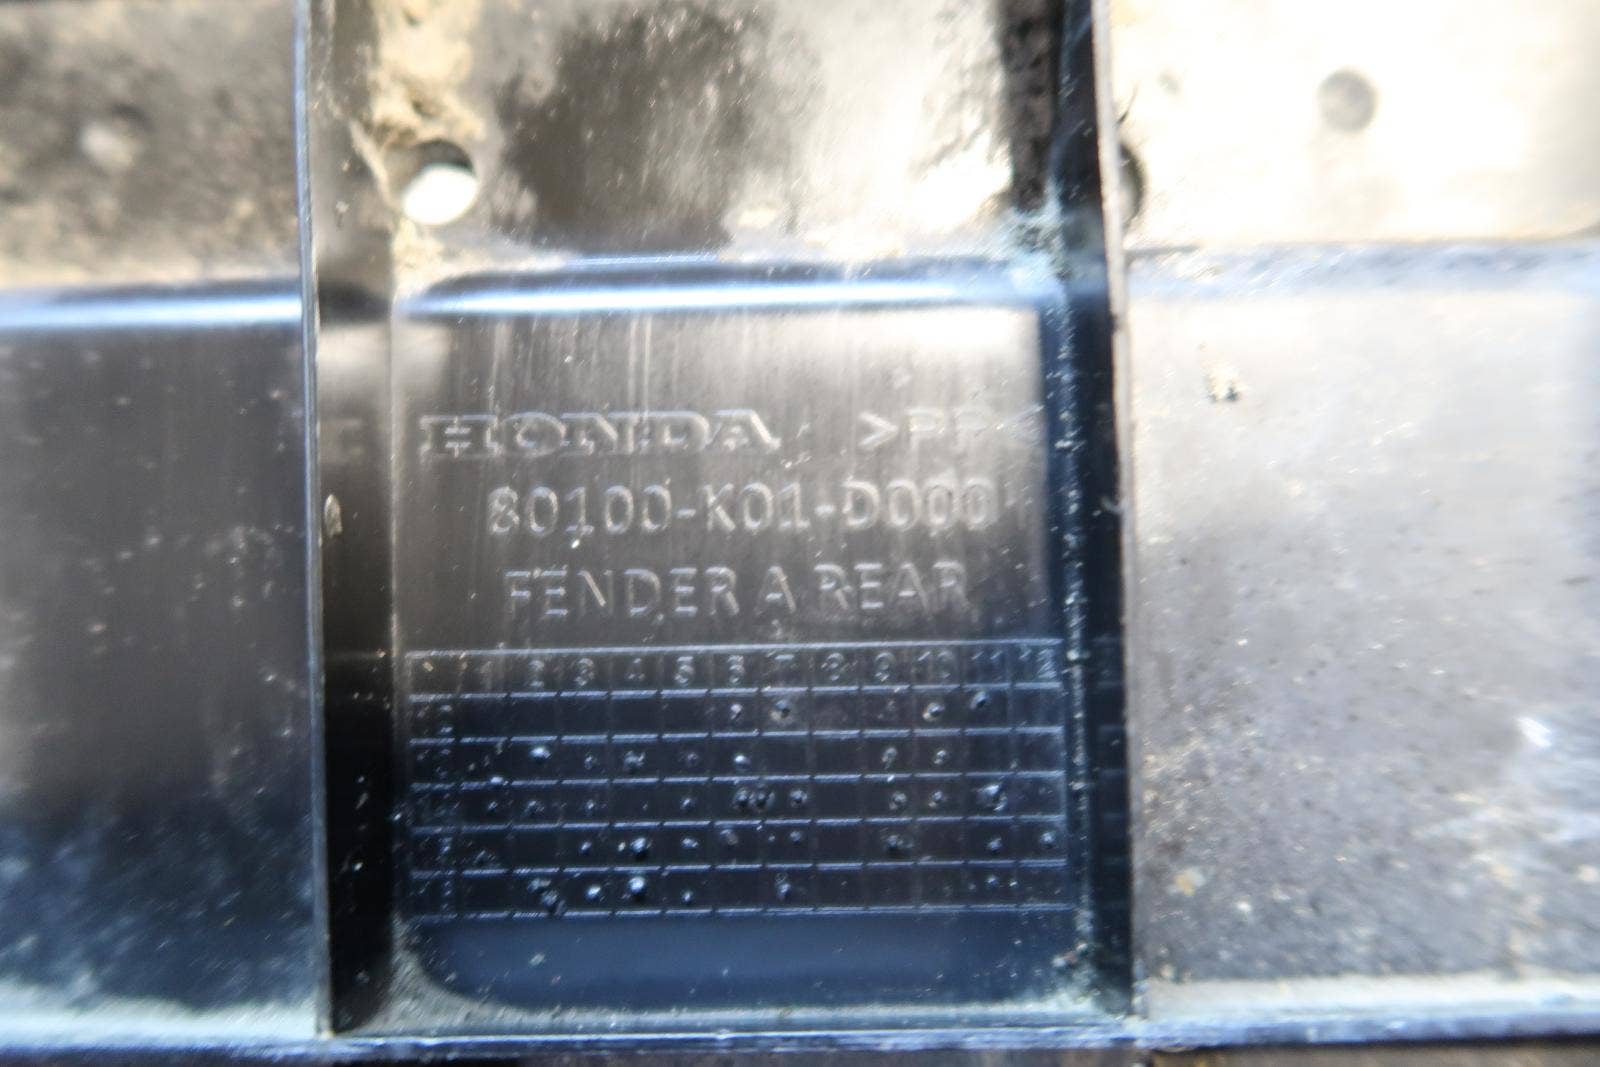 HONDA >PP<
80100-K01-D000
FENDER A REAR
1 2 3 4 5 6 7 8 9 10 11 12